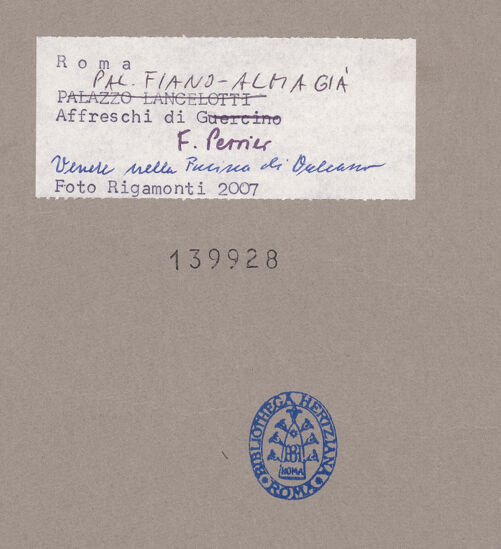 Roma
PAL. FIANO-ALMAGIÀ
PALAZZO LANCELOTTI
Affreschi di Guercino
F. Perrier
Venere nella Fucina di Vulcano
Foto Rigamonti 2007
139928
BIBLIOTHECA HERTZIANA
ROMA
ROMA